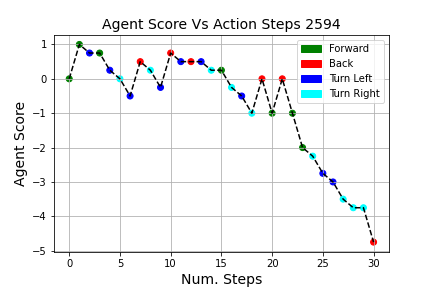 Agent Score Vs Action Steps 2594
Forward
Back
Turn Left
Turn Right
Agent Score
1
0
−1
−2
−3
−4
−5
0 5 10 15 20 25 30
Num. Steps